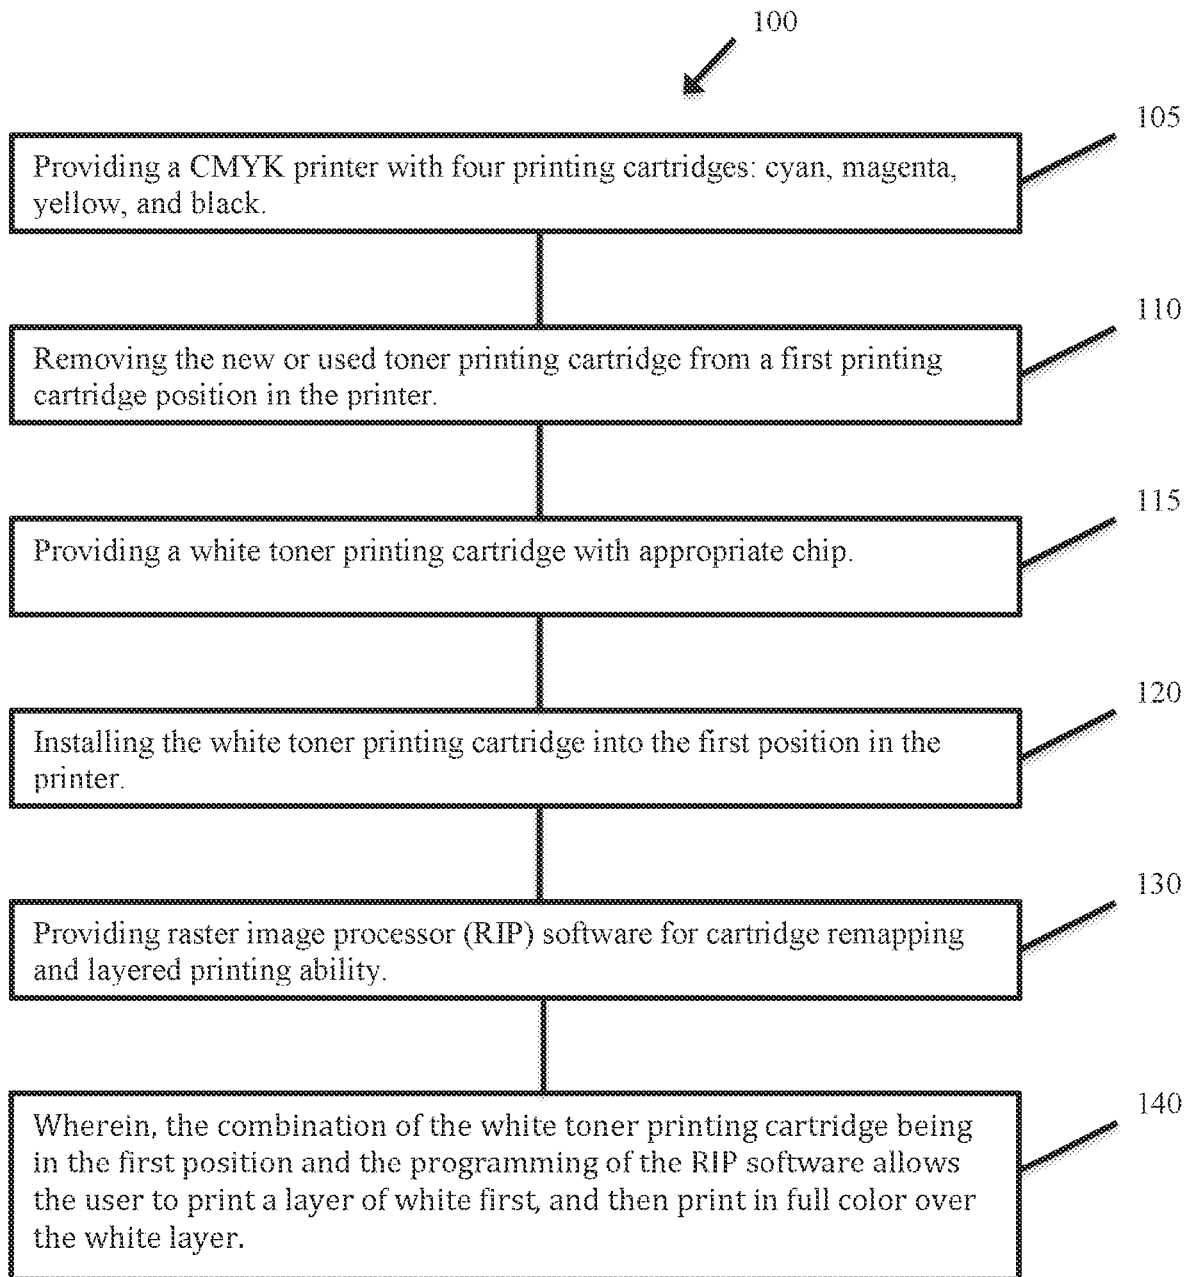 100
105
Providing a CMYK printer with four printing cartridges: cyan, magenta,
yellow, and black.
110
Removing the new or used toner printing cartridge from a first printing
cartridge position in the printer.
115
Providing a white toner printing cartridge with appropriate chip.
120
Installing the white toner printing cartridge into the first position in the
printer.
130
Providing raster image processor (RIP) software for cartridge remapping
and layered printing ability.
140
Wherein, the combination of the white toner printing cartridge being
in the first position and the programming of the RIP software allows
the user to print a layer of white first, and then print in full color over
the white layer.